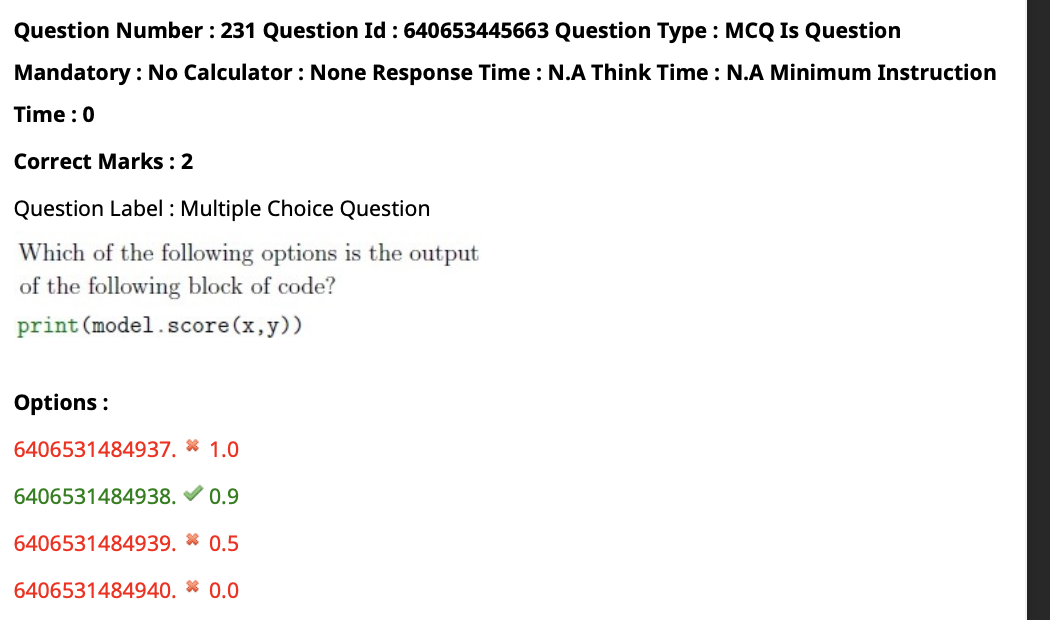 Question Number : 231 Question Id : 640653445663 Question Type : MCQ Is Question
Mandatory : No Calculator : None Response Time : N.A Think Time : N.A Minimum Instruction
Time : 0
Correct Marks : 2
Question Label : Multiple Choice Question
Which of the following options is the output
of the following block of code?
print(model.score(x,y))
Options :
6406531484937. ✖ 1.0
6406531484938. ✔ 0.9
6406531484939. ✖ 0.5
6406531484940. ✖ 0.0